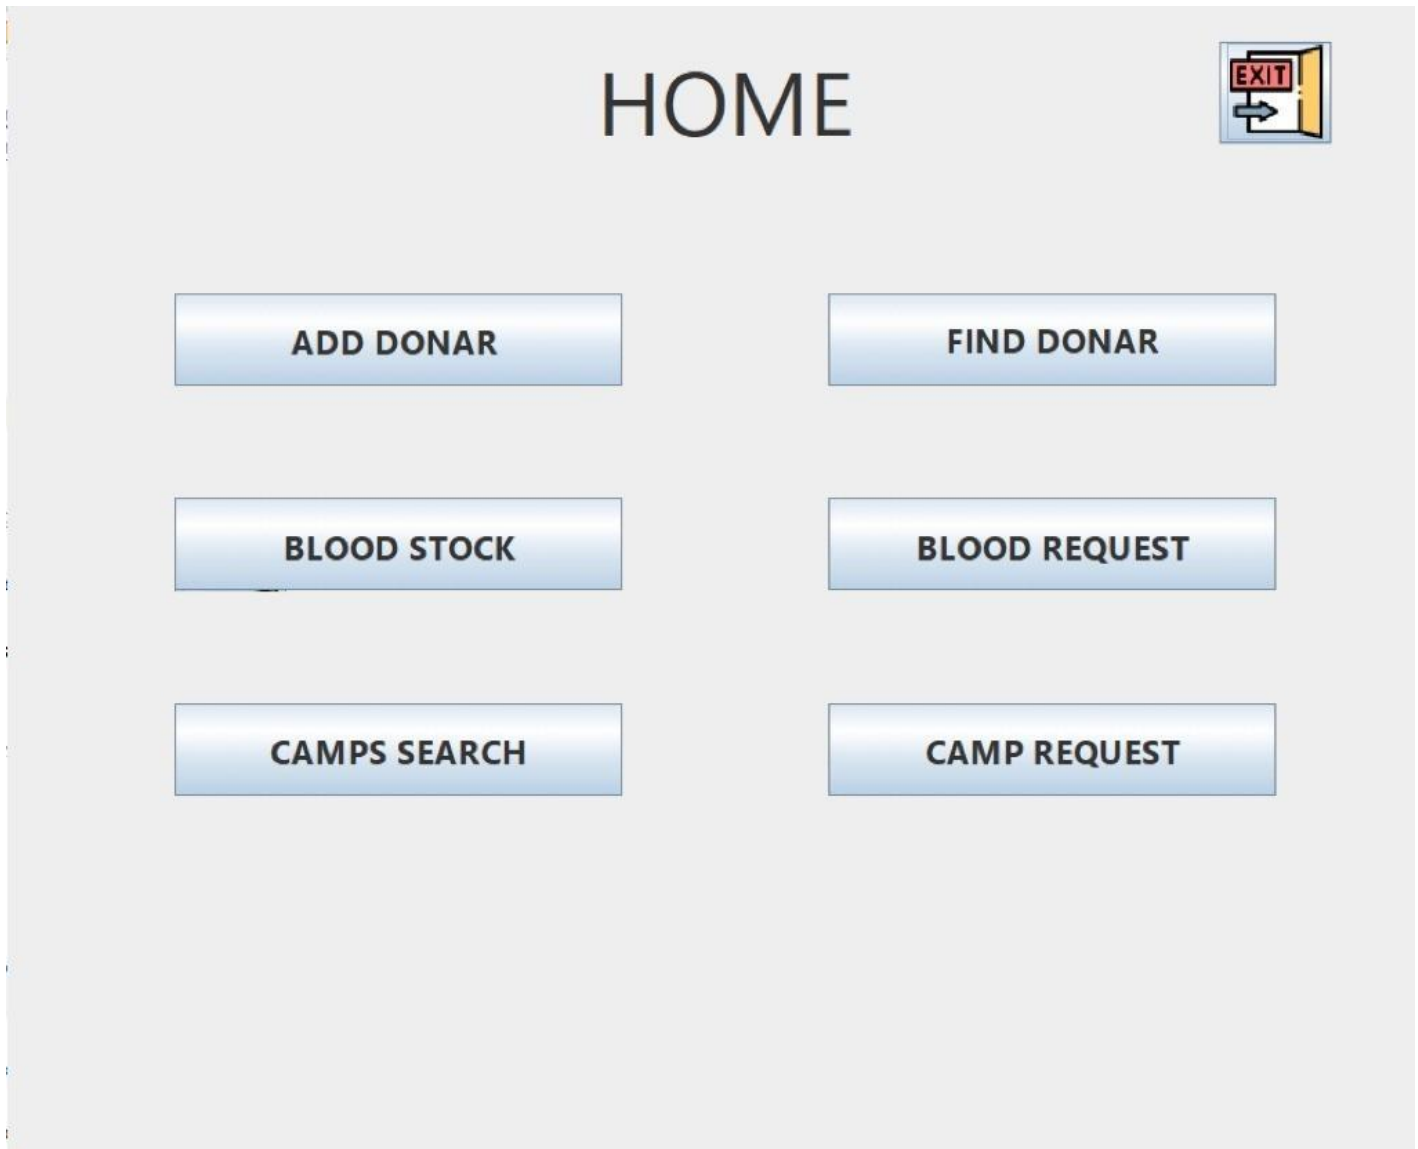 HOME
EXIT
ADD DONAR
FIND DONAR
BLOOD STOCK
BLOOD REQUEST
CAMPS SEARCH
CAMP REQUEST